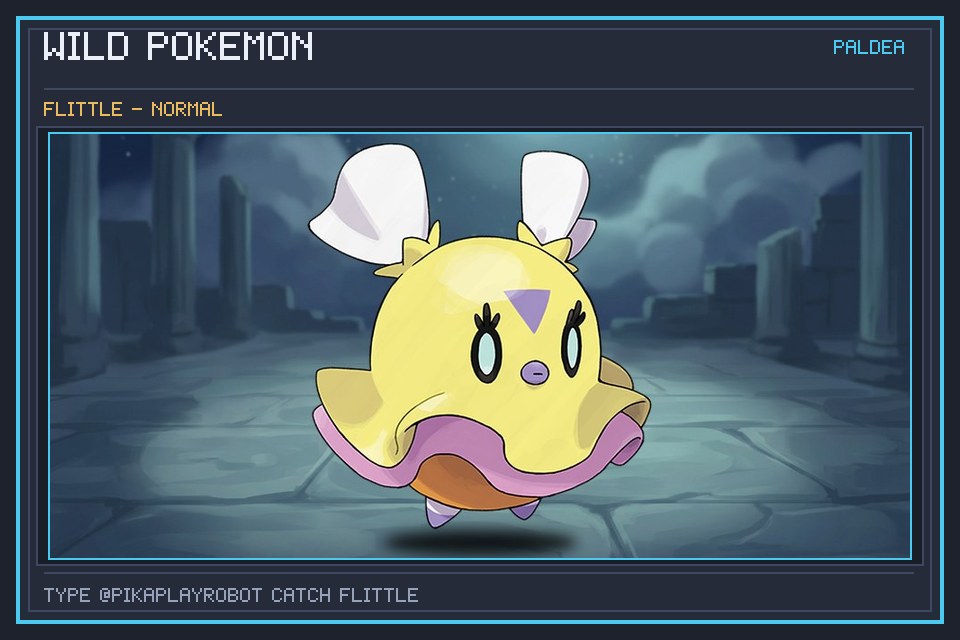 WILD POKEMON
PALDEA
FLITTLE - NORMAL
TYPE @PIKAPLAYROBOT CATCH FLITTLE